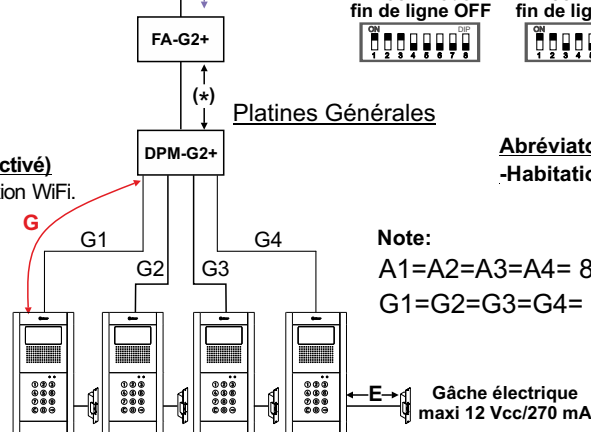 fin de ligne OFF
fin de lig
ON DIP
1 2 3 4 5 6 7 8
ON
1 2 3 4
FA-G2+
(*)
Platines Générales
DPM-G2+
ctivé)
ion WiFi.
Abréviato
-Habitatio
G
G1
G2
G3
G4
Note:
A1=A2=A3=A4= 8
G1=G2=G3=G4=
E
Gâche électrique
maxi 12 Vcc/270 mA